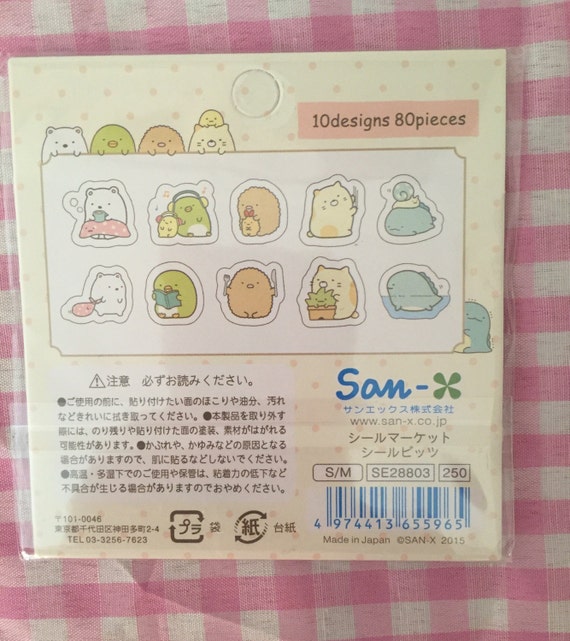 10designs 80pieces
⚠注意 必ずお読みください。
●ご使用の前に、貼り付けたい面のほこりや油分、汚れ
などをきれいに拭き取ってください。●本製品を取り外す
際には、のり残りや貼り付け面の塗装、素材がはがれる
可能性があります。●かぶれや、かゆみなどの原因となる
場合がありますので、肌に貼るなどしないでください。
●高温・多湿下でのご使用や保管は、粘着力の低下など
不具合が生じる場合がありますのでおやめください。
〒101-0046
東京都千代田区神田多町2-4
TEL 03-3256-7623
プラ 袋 紙 台紙
San-X
サンエックス株式会社
www.san-x.co.jp
シールマーケット
シールビッツ
S/M SE28803 250
4 974413 655965
Made in Japan ©SAN-X 2015